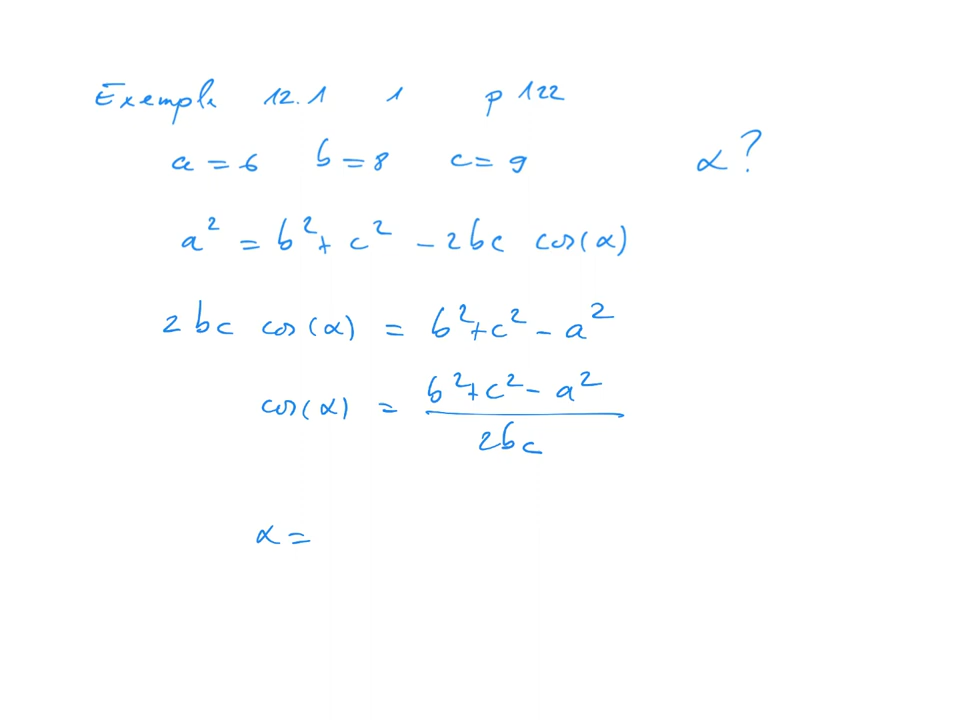 Exemple 12.1 1 p 122
a = 6 b = 8 c = 9 α ?
a² = b² + c² - 2bc cos(α)
2bc cos(α) = b² + c² - a²
cos(α) = (b² + c² - a²) / 2bc
α =